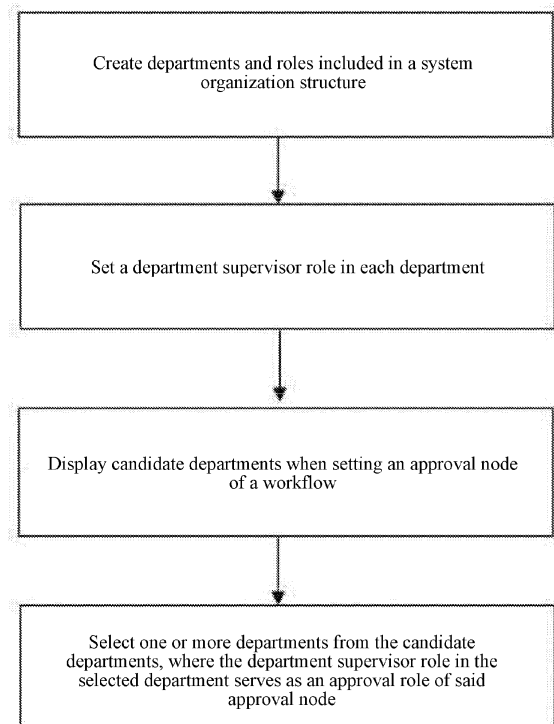 Create departments and roles included in a system
organization structure
Set a department supervisor role in each department
Display candidate departments when setting an approval node
of a workflow
Select one or more departments from the candidate
departments, where the department supervisor role in the
selected department serves as an approval role of said
approval node